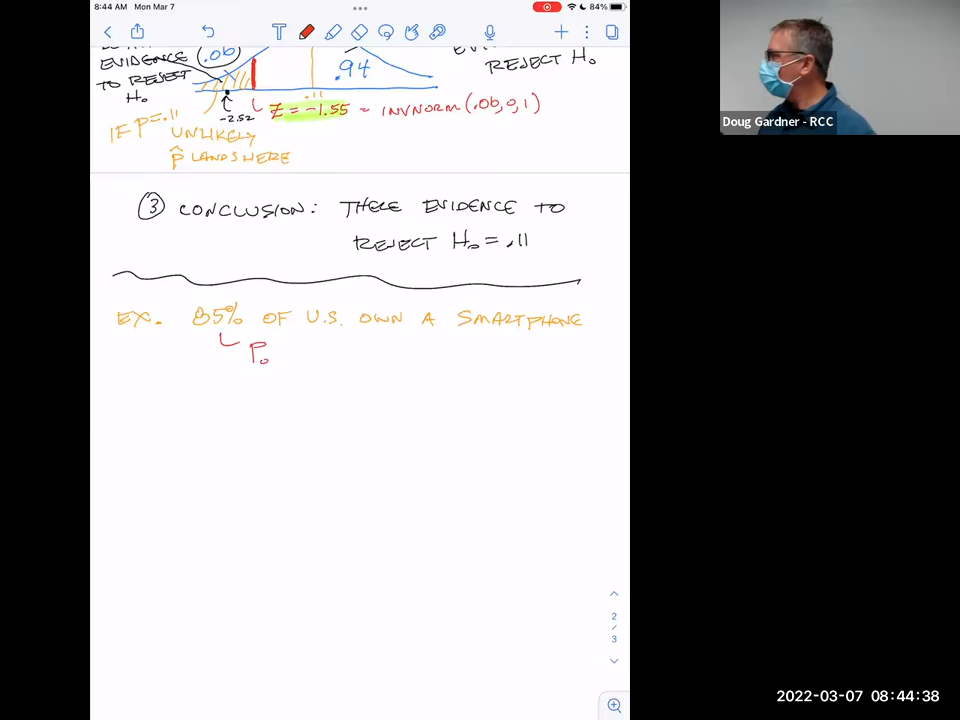 8:44 AM Mon Mar 7
84%
T
EVIDENCE
TO REJECT
H₀
.06
.94
REJECT H₀
-2.52
.11
Z = -1.55 = INVNORM(.06,0,1)
IF P=.11
UNLIKELY
p̂ LANDS HERE
③ CONCLUSION: THERE EVIDENCE TO
REJECT H₀ = .11
EX. 85% OF U.S. OWN A SMARTPHONE
P₀
2
/
3
Doug Gardner - RCC
2022-03-07 08:44:38